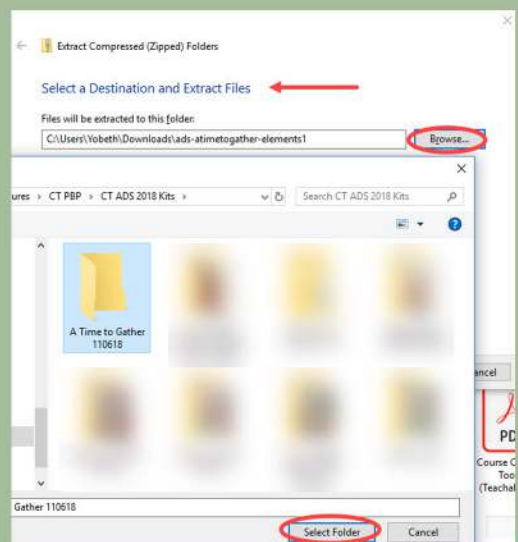 Extract Compressed (Zipped) Folders
Select a Destination and Extract Files
Files will be extracted to this folder:
C:\Users\Yobeth\Downloads\ads-atimetogather-elements1
Browse...
ures > CT PBP > CT ADS 2018 Kits >
Search CT ADS 2018 Kits
A Time to Gather
110618
ancel
PD
Course C
Too
(Teachal
Gather 110618
Select Folder
Cancel